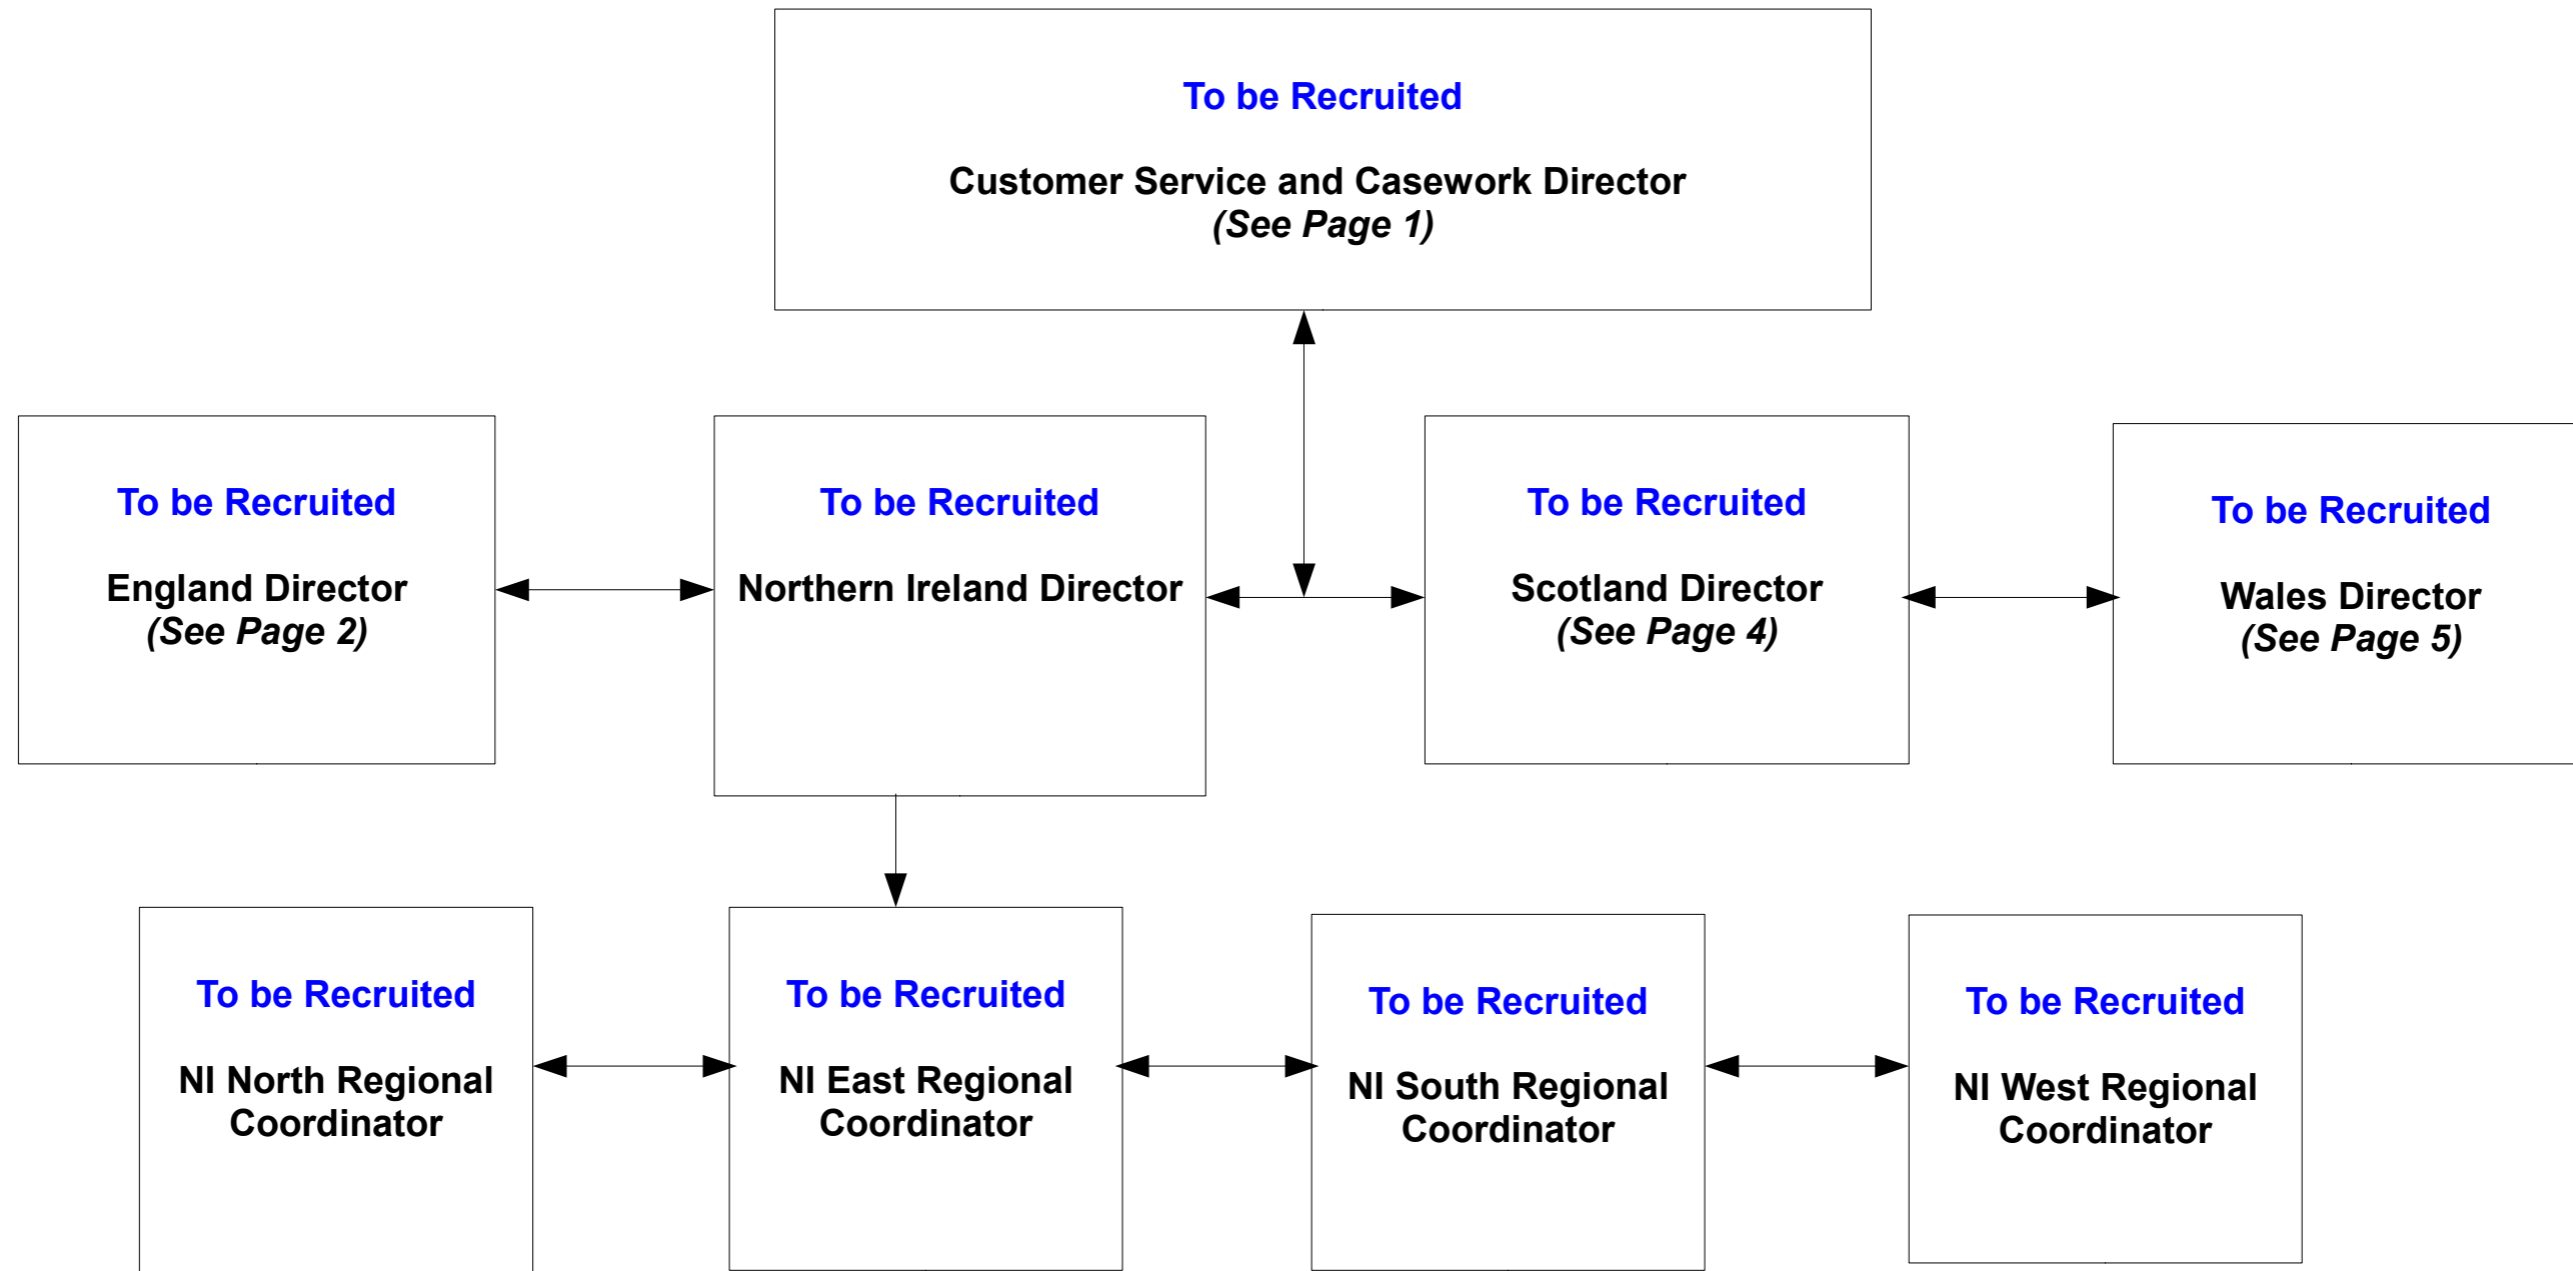 To be Recruited
Customer Service and Casework Director
(See Page 1)
To be Recruited
England Director
(See Page 2)
To be Recruited
Northern Ireland Director
To be Recruited
Scotland Director
(See Page 4)
To be Recruited
Wales Director
(See Page 5)
To be Recruited
NI North Regional
Coordinator
To be Recruited
NI East Regional
Coordinator
To be Recruited
NI South Regional
Coordinator
To be Recruited
NI West Regional
Coordinator